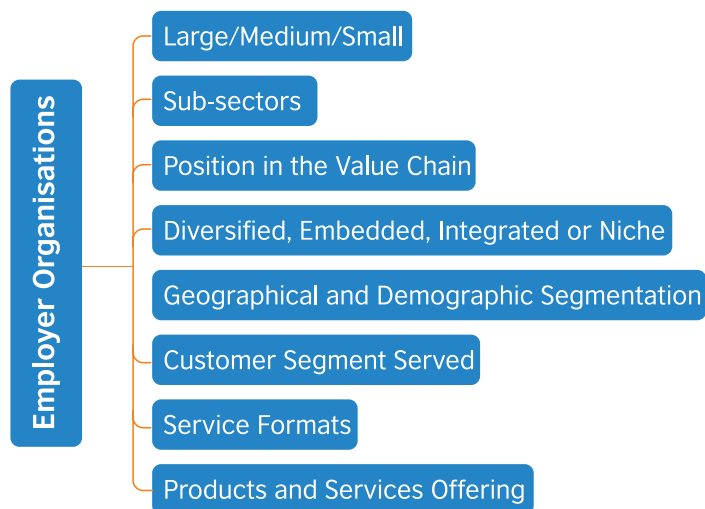 Employer Organisations
Large/Medium/Small
Sub-sectors
Position in the Value Chain
Diversified, Embedded, Integrated or Niche
Geographical and Demographic Segmentation
Customer Segment Served
Service Formats
Products and Services Offering